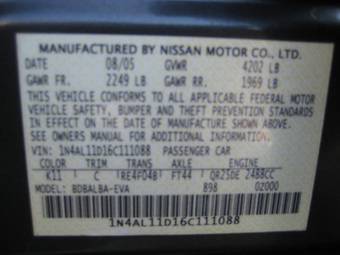 MANUFACTURED BY NISSAN MOTOR CO., LTD.
DATE 08/05 GVWR 4202 LB
GAWR FR. 2249 LB GAWR RR. 1969 LB
THIS VEHICLE CONFORMS TO ALL APPLICABLE FEDERAL MOTOR
VEHICLE SAFETY, BUMPER AND THEFT PREVENTION STANDARDS
IN EFFECT ON THE DATE OF MANUFACTURE SHOWN ABOVE.
SEE OWNER'S MANUAL FOR ADDITIONAL INFORMATION.
VIN: 1N4AL11D16C111088 PASSENGER CAR
COLOR TRIM TRANS AXLE ENGINE
K11 C RE4F04B FT44 QR25DE 2488CC
MODEL: BDBALBA-EVA 898 02000
1N4AL11D16C111088